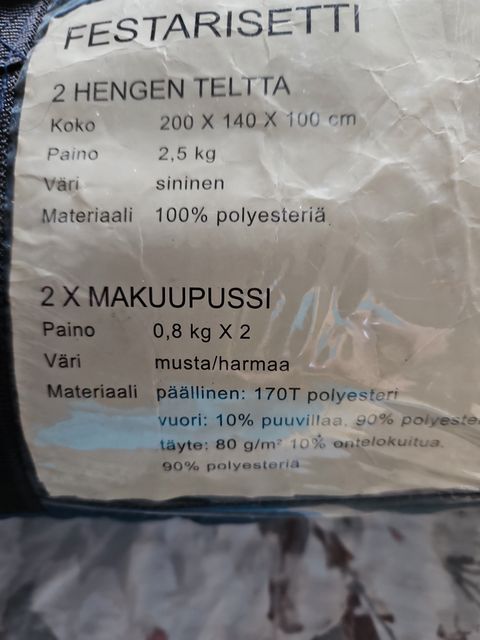 FESTARISETTI
2 HENGEN TELTTA
Koko 200 X 140 X 100 cm
Paino 2,5 kg
Väri sininen
Materiaali 100% polyesteriä
2 X MAKUUPUSSI
Paino 0,8 kg X 2
Väri musta/harmaa
Materiaali päällinen: 170T polyesteri
vuori: 10% puuvillaa, 90% polyeste
täyte: 80 g/m² 10% ontelokuitua,
90% polyesteriä